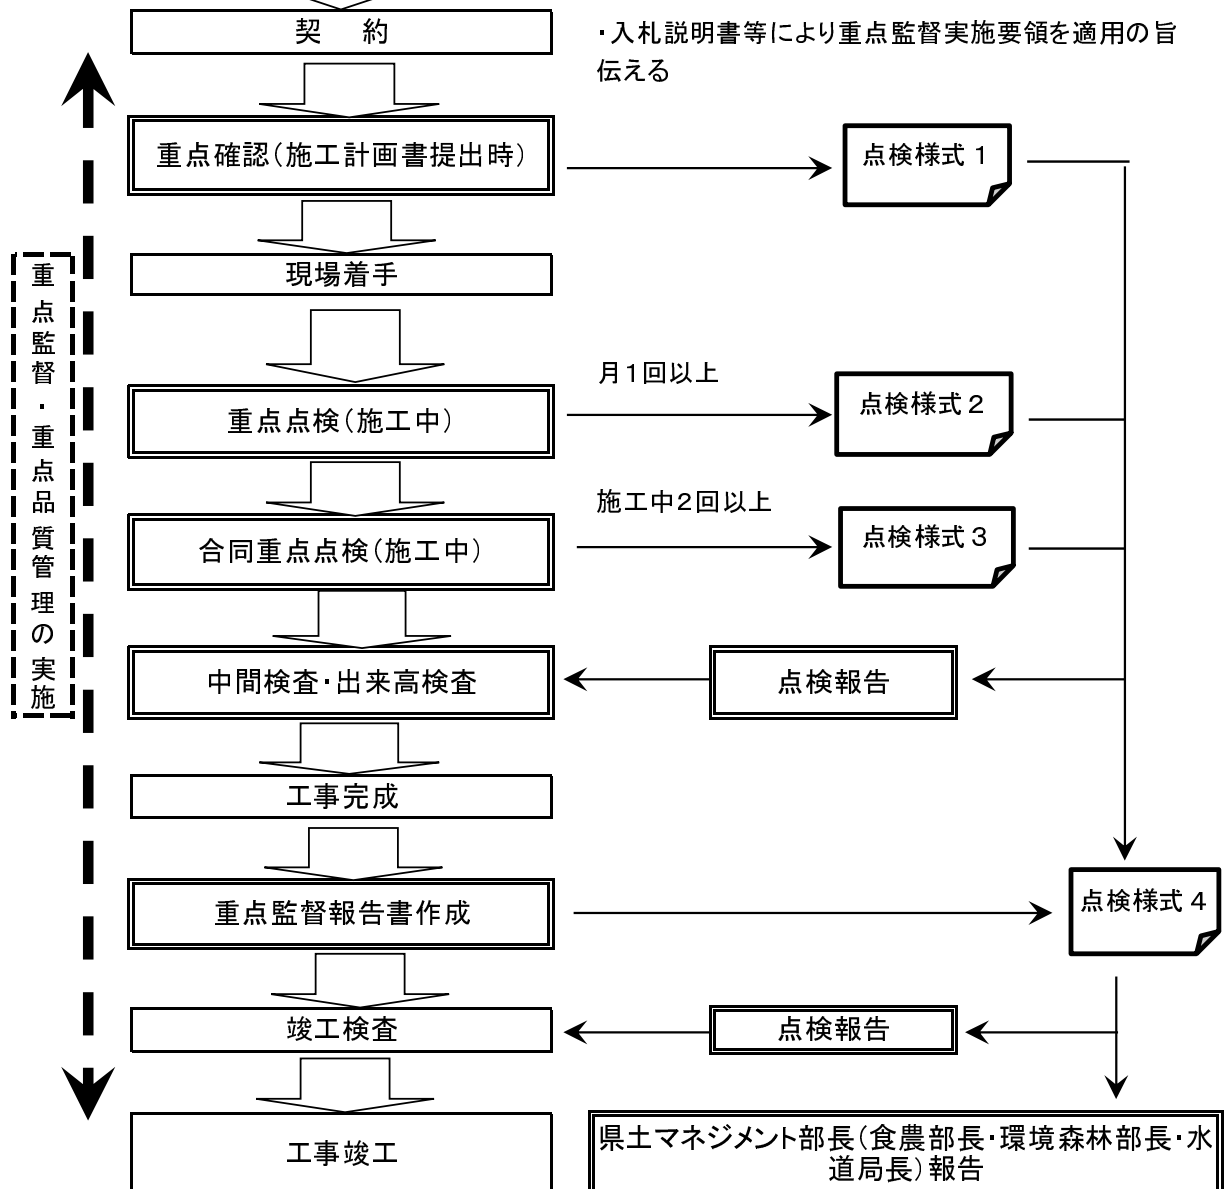 契　約
・入札説明書等により重点監督実施要領を適用の旨
伝える
重点確認（施工計画書提出時）
点検様式１
現場着手
重点監督・重点品質管理の実施
月１回以上
重点点検（施工中）
点検様式２
施工中２回以上
合同重点点検（施工中）
点検様式３
中間検査・出来高検査
点検報告
工事完成
重点監督報告書作成
点検様式４
竣工検査
点検報告
工事竣工
県土マネジメント部長（食農部長・環境森林部長・水
道局長）報告